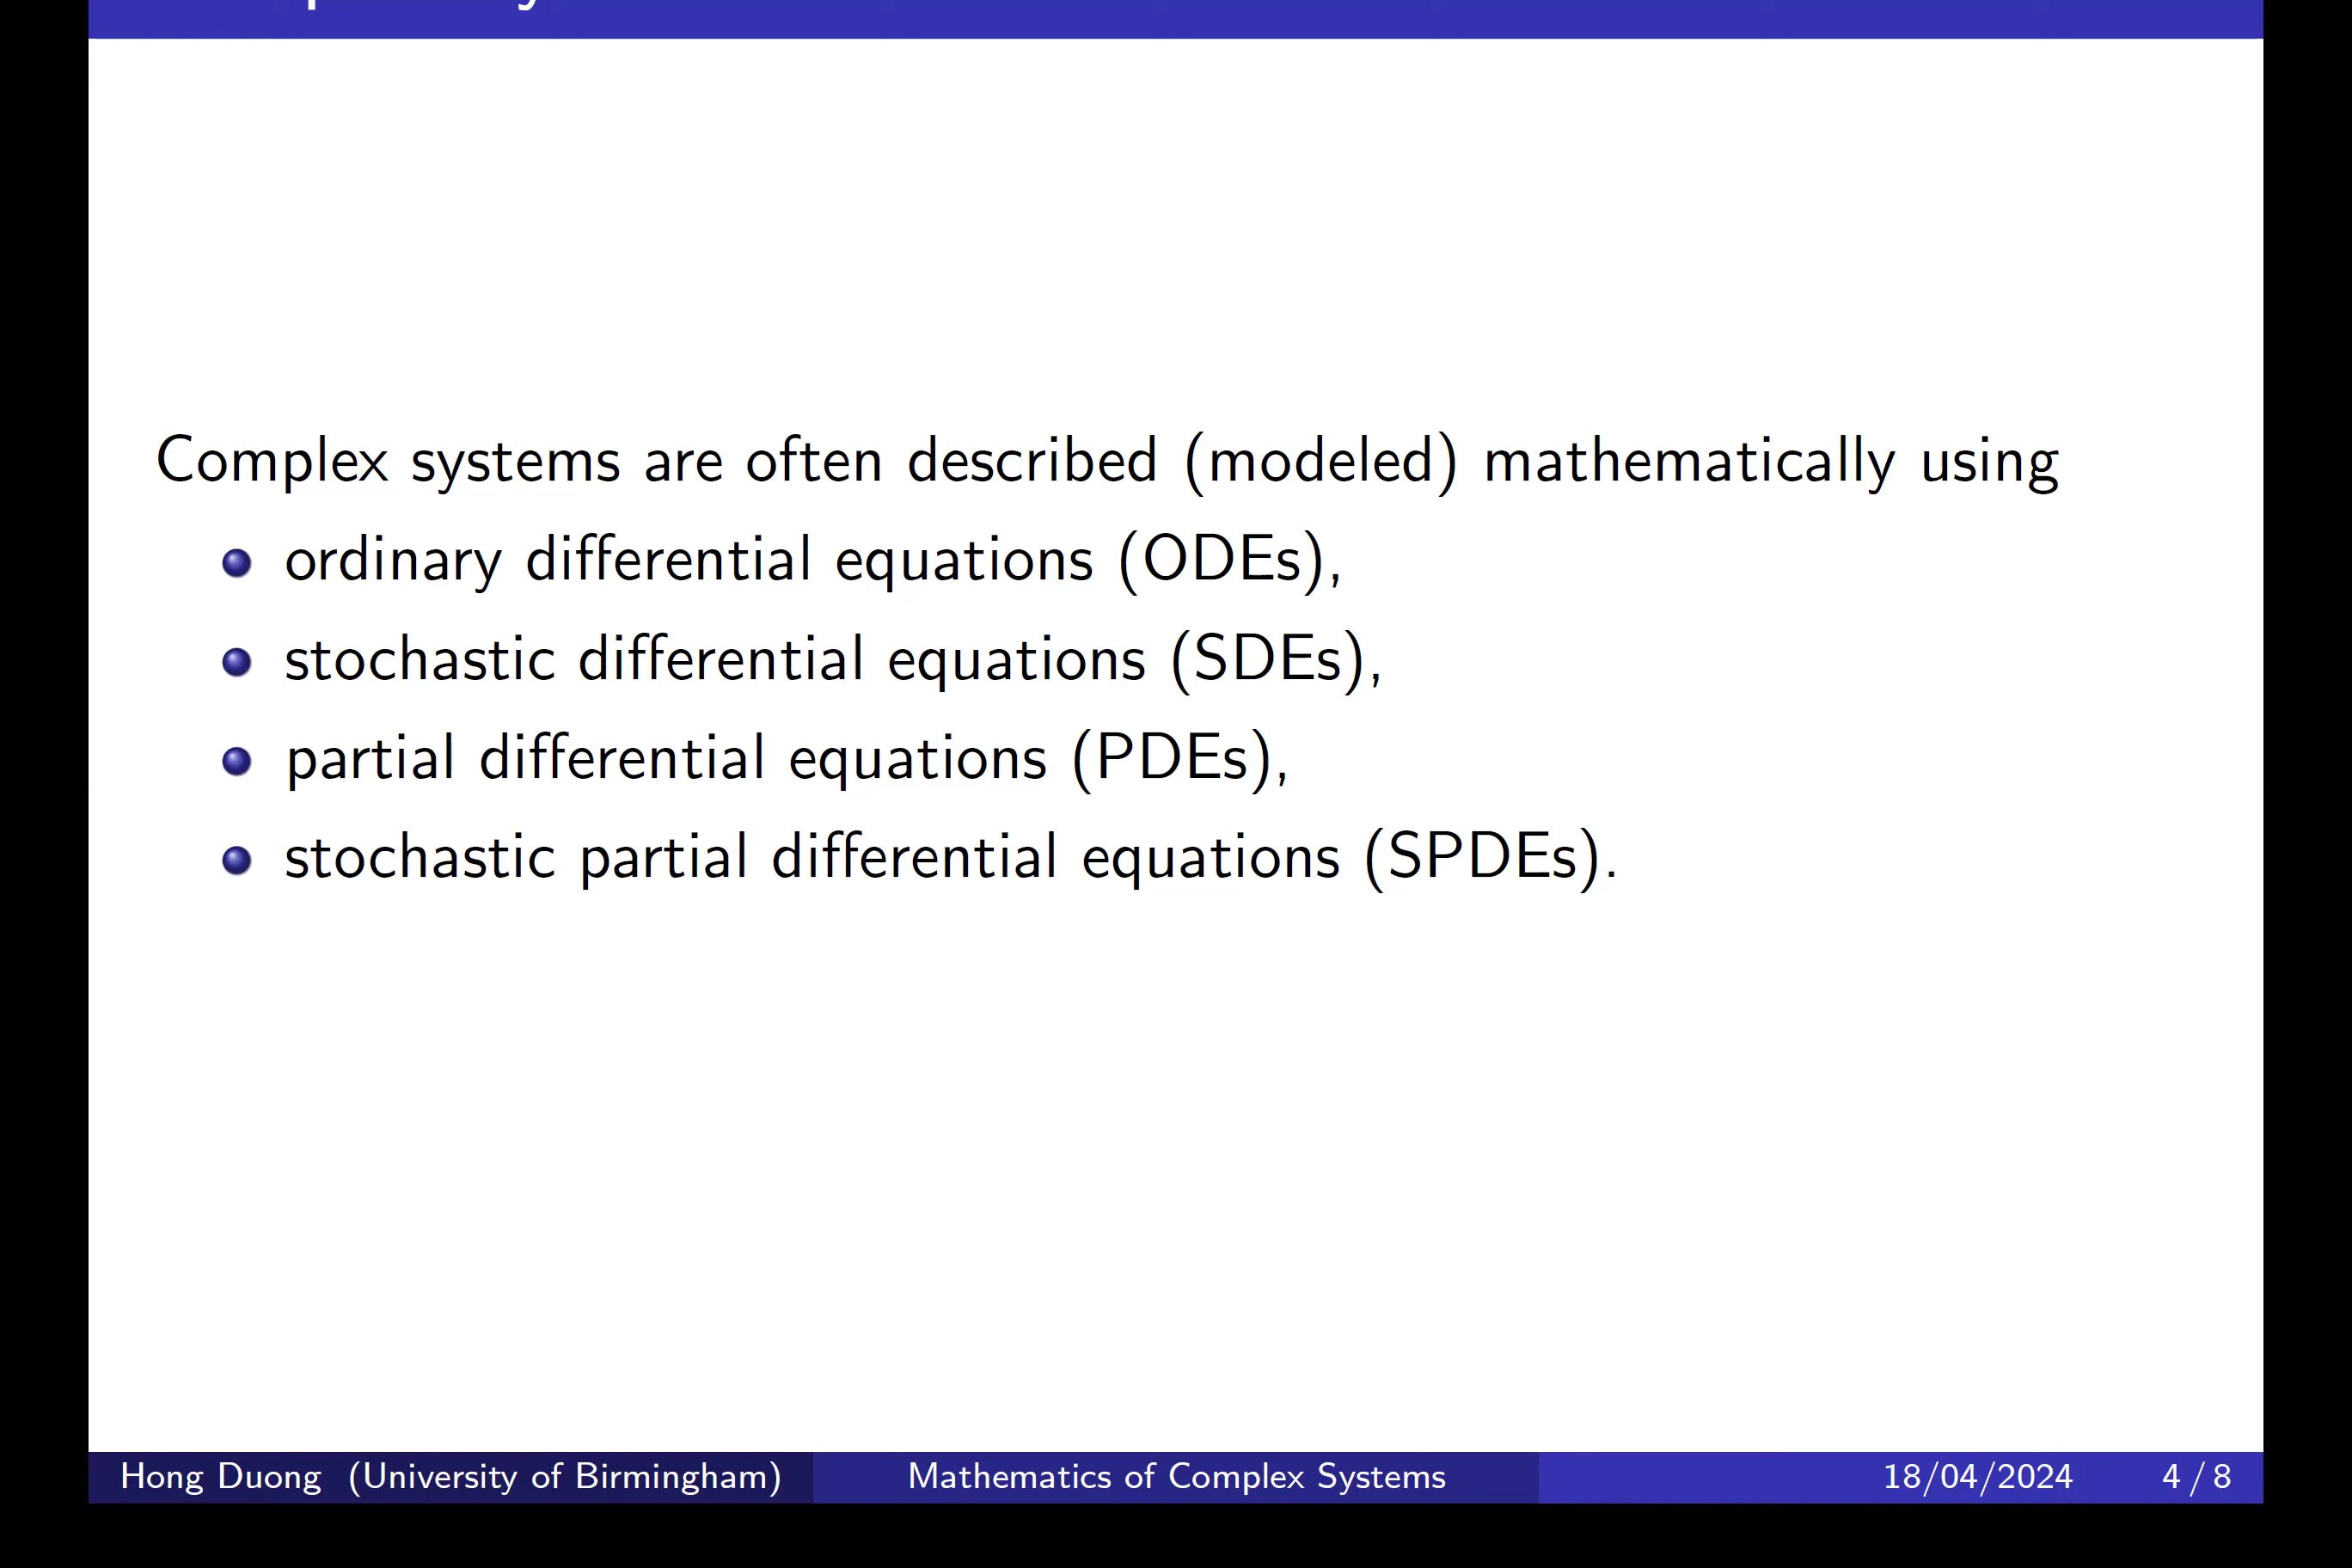 Complex systems are often described (modeled) mathematically using
ordinary differential equations (ODEs),
stochastic differential equations (SDEs),
partial differential equations (PDEs),
stochastic partial differential equations (SPDEs).
Hong Duong (University of Birmingham) Mathematics of Complex Systems 18/04/2024 4 / 8